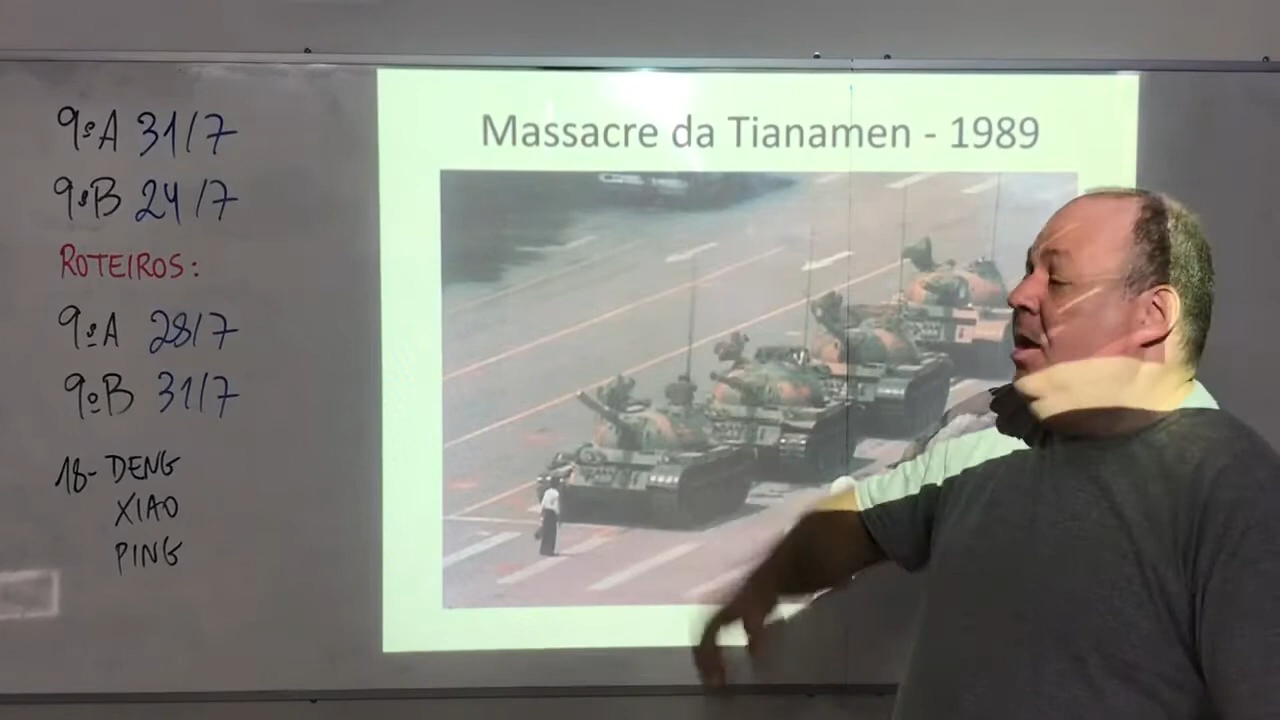 9ºA 31/7
9ºB 24/7
ROTEIROS:
9ºA 28/7
9ºB 31/7
18- DENG
XIAO
PING
Massacre da Tianamen - 1989